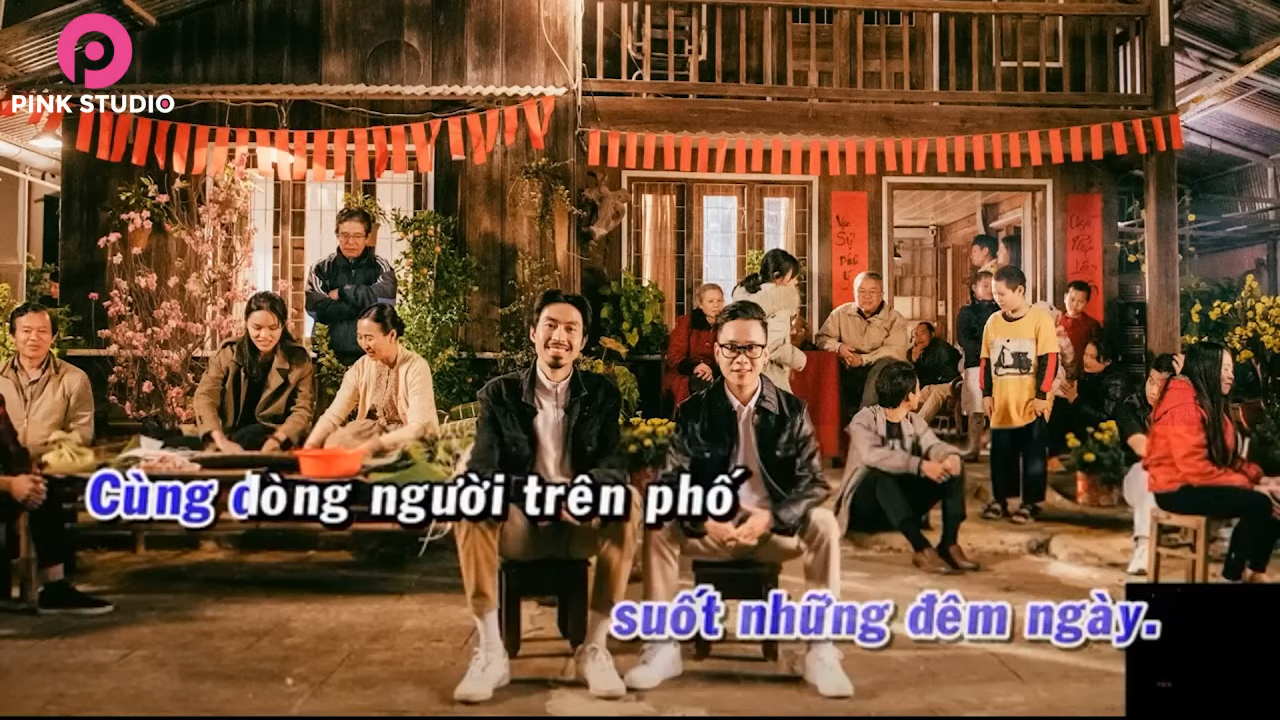 PINK STUDIO
Cùng dòng người trên phố
suốt những đêm ngày.